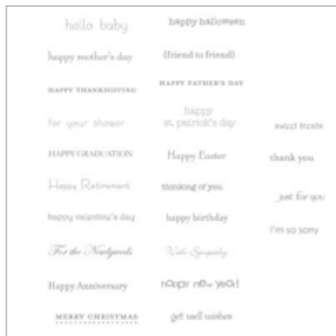 hello baby
happy mother's day
HAPPY THANKSGIVING
for your shower
HAPPY GRADUATION
Happy Retirement
happy valentine's day
For the Newlyweds
Happy Anniversary
MERRY CHRISTMAS
happy halloween
{friend to friend}
HAPPY FATHER'S DAY
happy
st. patrick's day
Happy Easter
thinking of you
happy birthday
With Sympathy
happy new year!
get well wishes
sweet treats
thank you
just for you
I'm so sorry